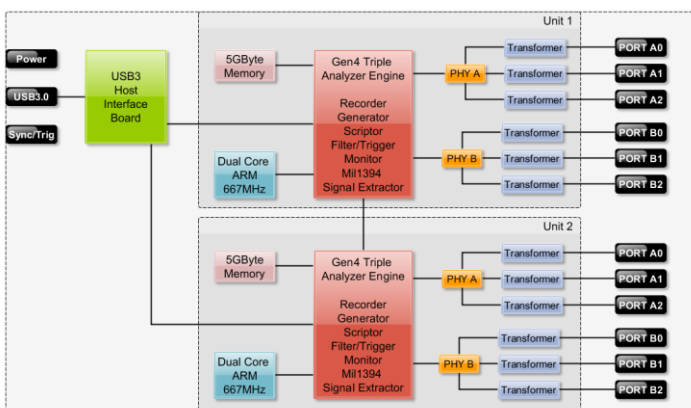 Unit 1
Power
USB3.0
Sync/Trig
USB3
Host
Interface
Board
5GByte
Memory
Dual Core
ARM
667MHz
Gen4 Triple
Analyzer Engine
Recorder
Generator
Scriptor
Filter/Trigger
Monitor
Mil1394
Signal Extractor
PHY A
PHY B
Transformer
PORT A0
Transformer
PORT A1
Transformer
PORT A2
Transformer
PORT B0
Transformer
PORT B1
Transformer
PORT B2
Unit 2
5GByte
Memory
Dual Core
ARM
667MHz
Gen4 Triple
Analyzer Engine
Recorder
Generator
Scriptor
Filter/Trigger
Monitor
Mil1394
Signal Extractor
PHY A
PHY B
Transformer
PORT A0
Transformer
PORT A1
Transformer
PORT A2
Transformer
PORT B0
Transformer
PORT B1
Transformer
PORT B2